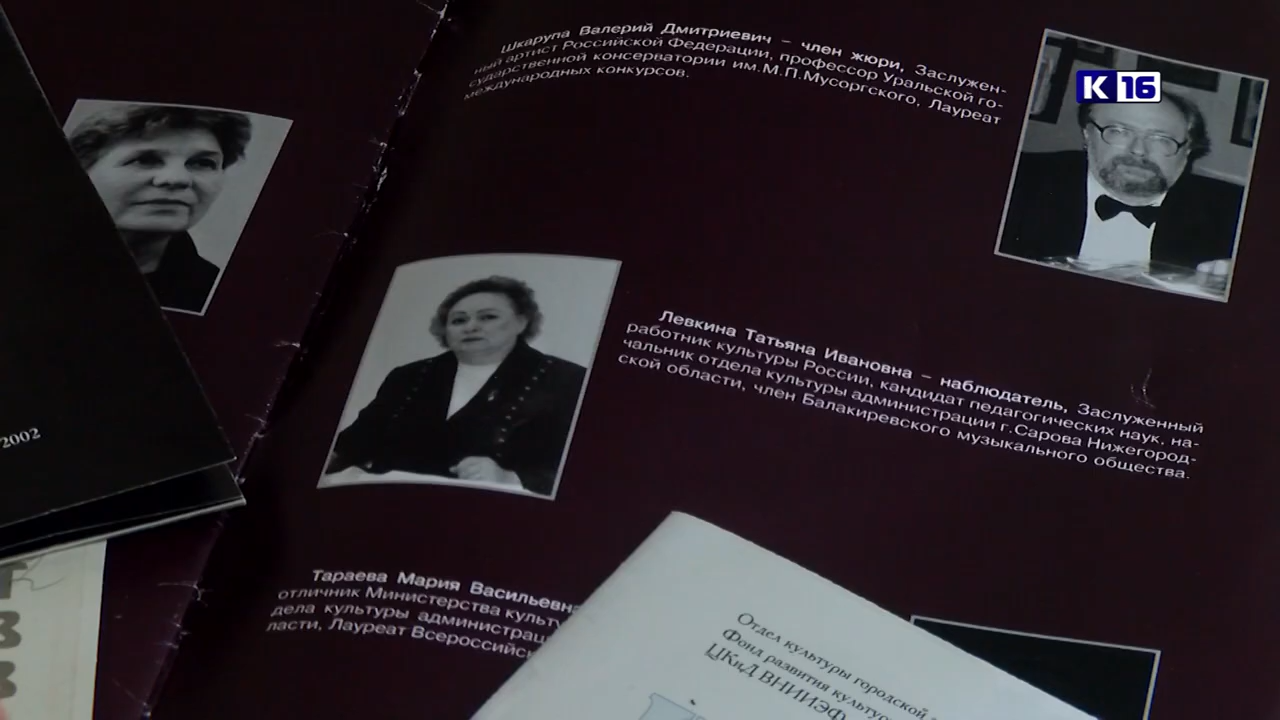 Шкарупа Валерий Дмитриевич – член жюри, Заслужен-
ный артист Российской Федерации, профессор Уральской го-
сударственной консерватории им.М.П.Мусоргского, Лауреат
международных конкурсов.
К 16
Левкина Татьяна Ивановна – наблюдатель, Заслуженный
работник культуры России, кандидат педагогических наук, на-
чальник отдела культуры администрации г.Сарова Нижегород-
ской области, член Балакиревского музыкального общества.
2002
Тараева Мария Васильевна
отличник Министерства культу
дела культуры администрац
ласти, Лауреат Всероссийск
Отдел культуры городской
Фонд развития культур
ЦКиД ВНИИЭФ